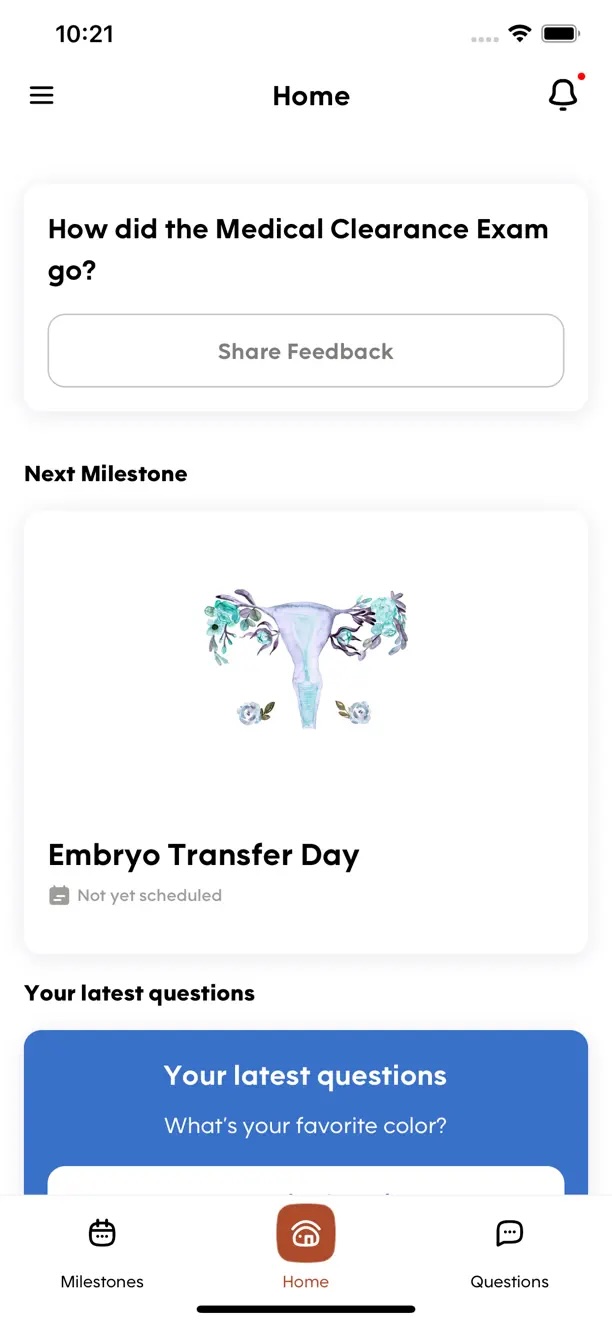 10:21
Home
How did the Medical Clearance Exam
go?
Share Feedback
Next Milestone
Embryo Transfer Day
Not yet scheduled
Your latest questions
Your latest questions
What's your favorite color?
Milestones
Home
Questions